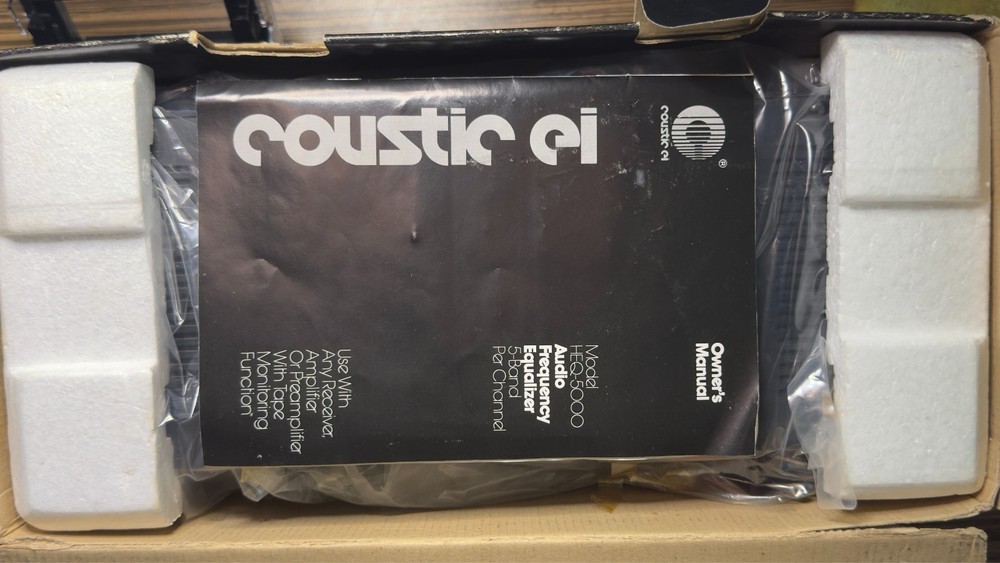 coustic ei
coustic ei
®
Owner's
Manual
Model
HEQ-5000
Audio
Frequency
Equalizer
5-Band
Per Channel
Use With
Any Receiver,
Amplifier
Or Preamplifier
With Tape
Monitoring
Function